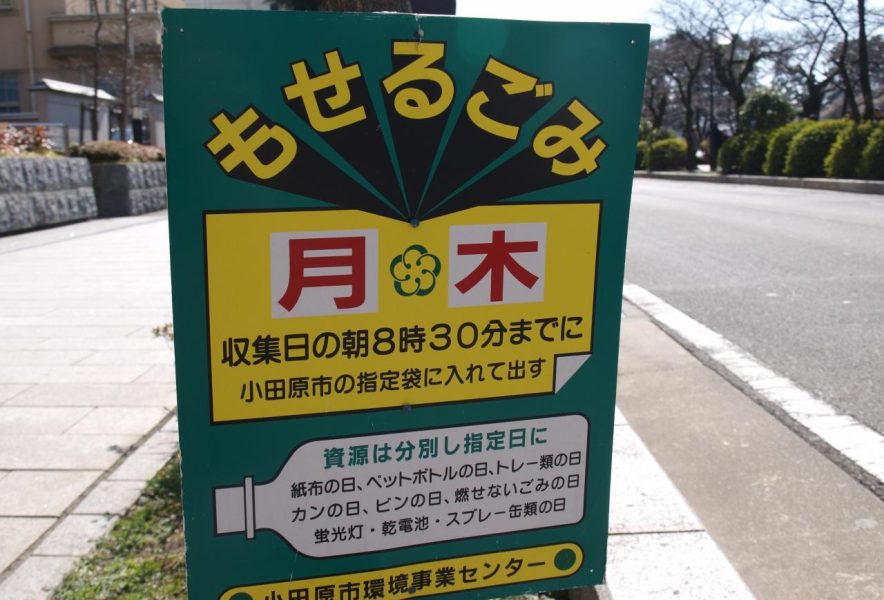 もせるごみ
月 木
収集日の朝8時30分までに
小田原市の指定袋に入れて出す
資源は分別し指定日に
紙布の日、ペットボトルの日、トレー類の日
カンの日、ビンの日、燃せないごみの日
蛍光灯・乾電池・スプレー缶類の日
小田原市環境事業センター